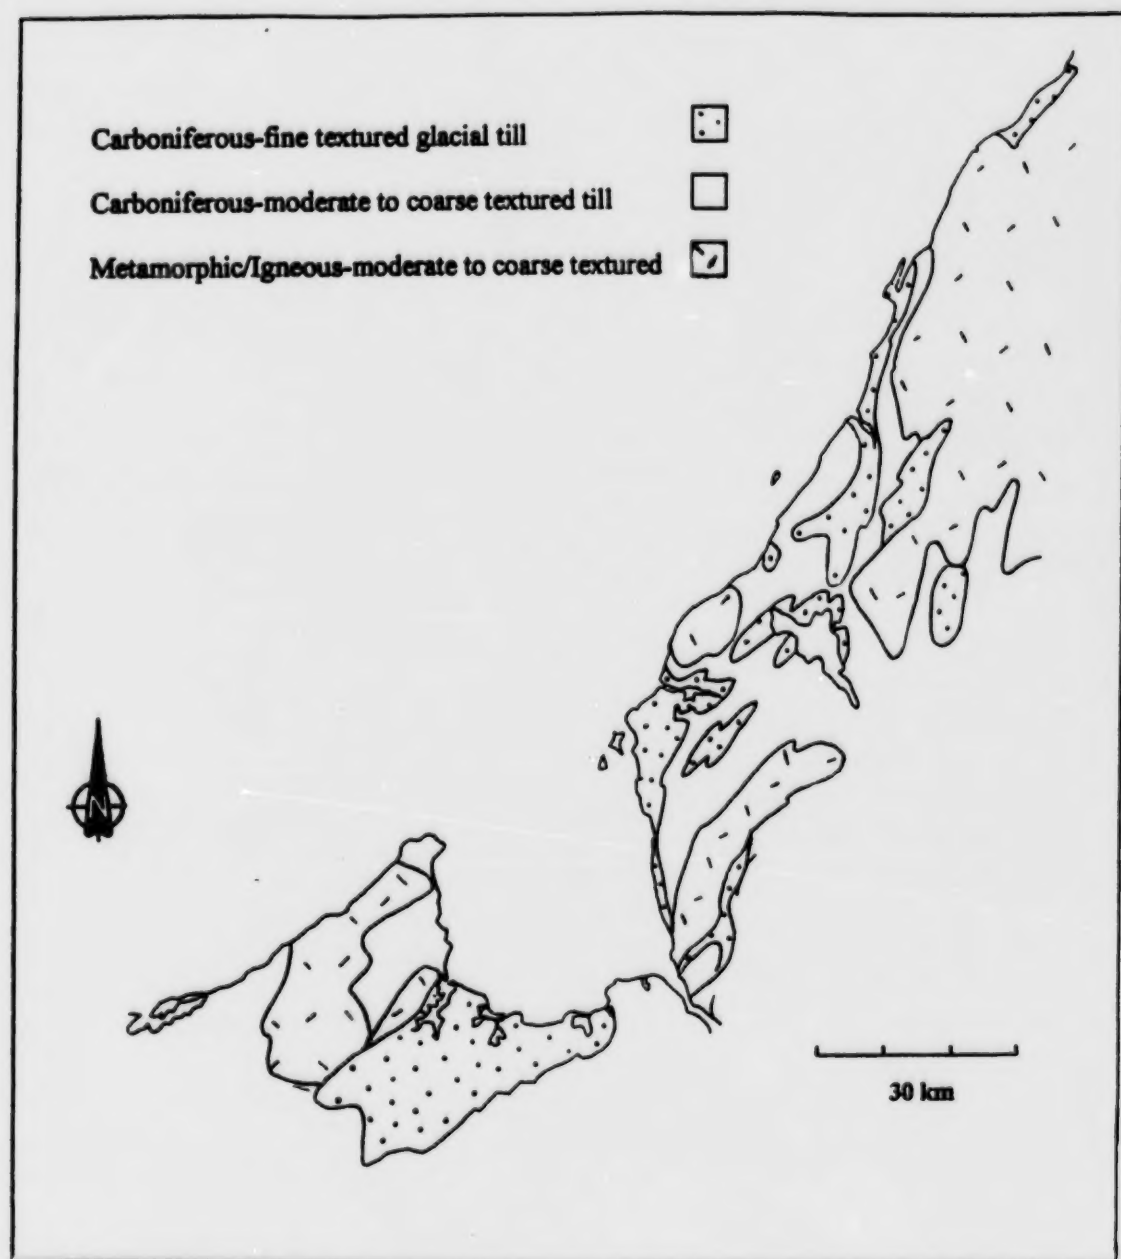 Carboniferous-fine textured glacial till
Carboniferous-moderate to coarse textured till
Metamorphic/Igneous-moderate to coarse textured
N
30 km